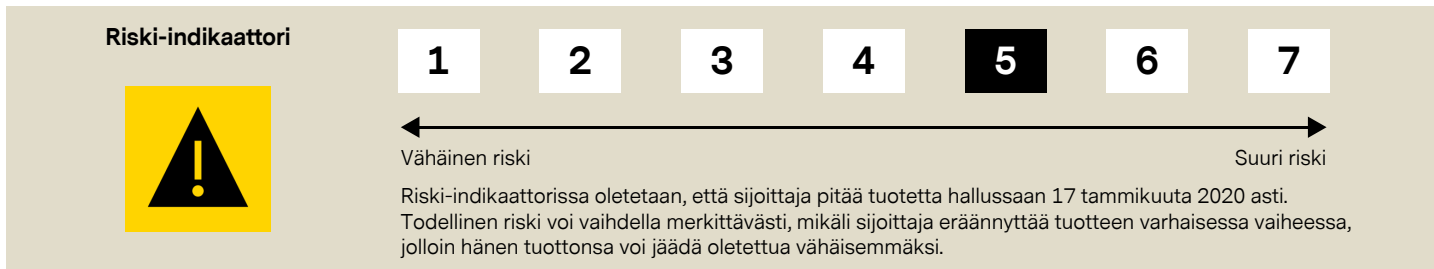 Riski-indikaattori
1 2 3 4 5 6 7
!
Vähäinen riski Suuri riski
Riski-indikaattorissa oletetaan, että sijoittaja pitää tuotetta hallussaan 17 tammikuuta 2020 asti.
Todellinen riski voi vaihdella merkittävästi, mikäli sijoittaja eräännyttää tuotteen varhaisessa vaiheessa,
jolloin hänen tuottonsa voi jäädä oletettua vähäisemmäksi.